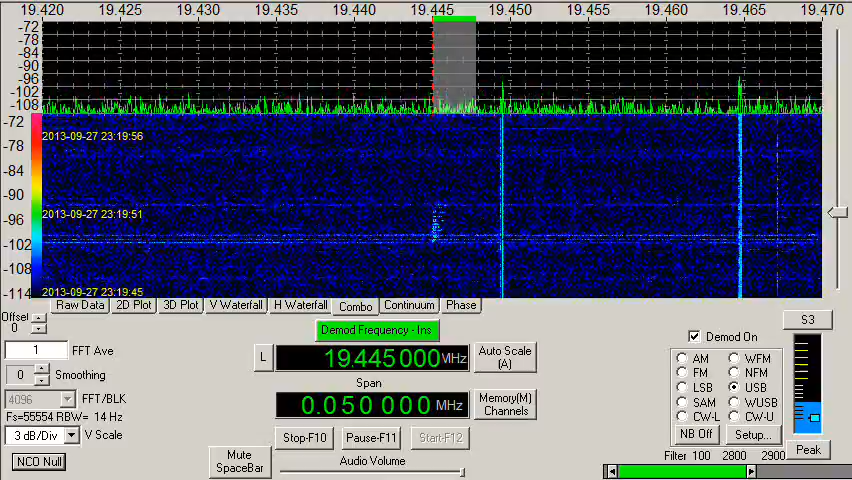 19.420 19.425 19.430 19.435 19.440 19.445 19.450 19.455 19.460 19.465 19.470
-72
-78
-84
-90
-96
-102
-108
-72
-78
-84
-90
-96
-102
-108
-114
2013-09-27 23:19:56
2013-09-27 23:19:51
2013-09-27 23:19:45
Raw Data 2D Plot 3D Plot V Waterfall H Waterfall Combo Continuum Phase
Offset
0
Demod Frequency - Ins
1 FFT Ave
0 Smoothing
4096 FFT/BLK
Fs=55554 RBW= 14 Hz
3 dB/Div V Scale
NCO Null
L 19.445000 MHz Auto Scale (A)
Span
0.050 000 MHz Memory(M) Channels
Stop-F10 Pause-F11 Start-F12
Mute SpaceBar
Audio Volume
S3
Demod On
AM WFM
FM NFM
LSB USB
SAM WUSB
CW-L CW-U
NB Off Setup...
Peak
Filter 100 2800 2900